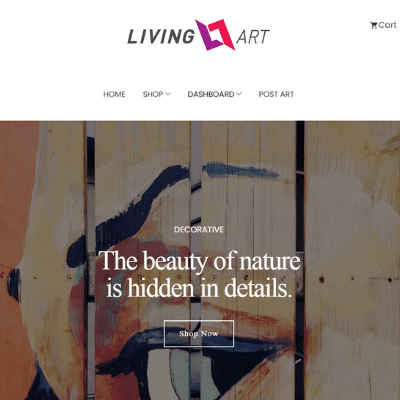 LIVING ART
Cart
HOME SHOP DASHBOARD POST ART
DECORATIVE
The beauty of nature
is hidden in details.
Shop Now